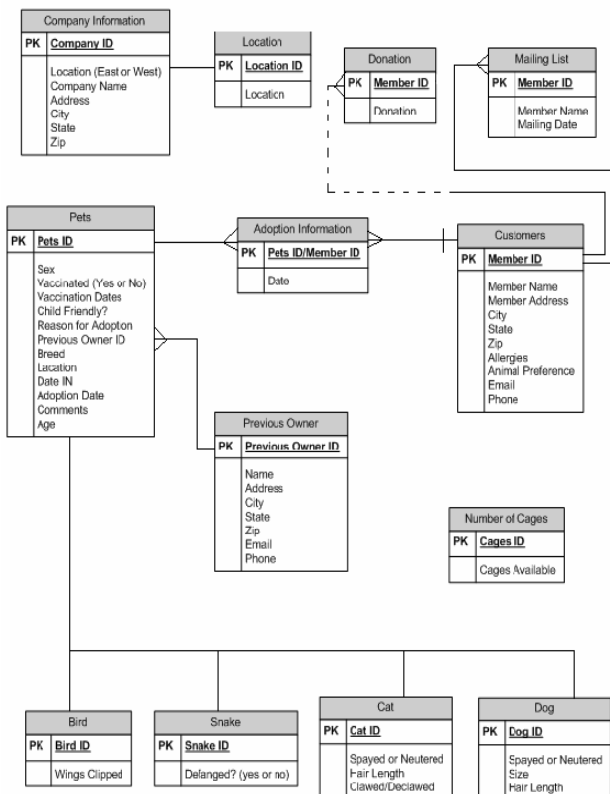 Company Information
PK Company ID
Location (East or West)
Company Name
Address
City
State
Zip
Location
PK Location ID
Location
Donation
PK Member ID
Donation
Mailing List
PK Member ID
Member Name
Mailing Date
Pets
PK Pets ID
Sex
Vaccinated (Yes or No)
Vaccination Dates
Child Friendly?
Reason for Adoption
Previous Owner ID
Breed
Location
Date IN
Adoption Date
Comments
Age
Adoption Information
PK Pets ID/Member ID
Date
Customers
PK Member ID
Member Name
Member Address
City
State
Zip
Allergies
Animal Preference
Email
Phone
Previous Owner
PK Previous Owner ID
Name
Address
City
State
Zip
Email
Phone
Number of Cages
PK Cages ID
Cages Available
Bird
PK Bird ID
Wings Clipped
Snake
PK Snake ID
Defanged? (yes or no)
Cat
PK Cat ID
Spayed or Neutered
Hair Length
Clawed/Declawed
Dog
PK Dog ID
Spayed or Neutered
Size
Hair Length